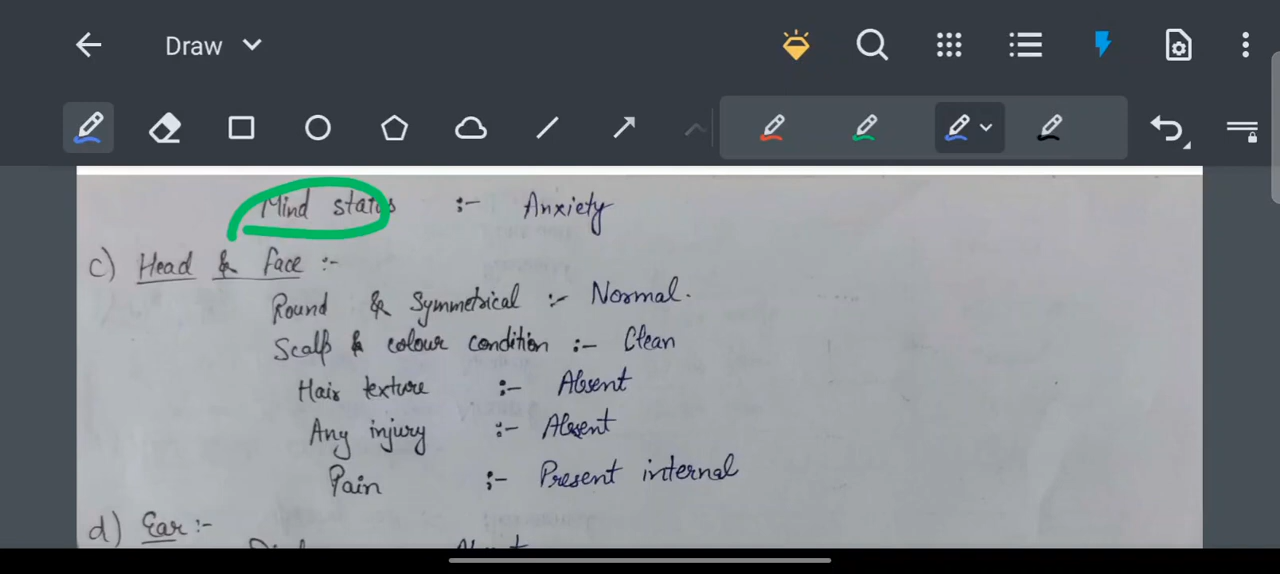 Draw
Mind status :- Anxiety
c) Head & face :-
Round & Symmetrical :- Normal.
Scalp & colour condition :- Clean
Hair texture :- Absent
Any injury :- Absent
Pain :- Present internal
d) Ear :-